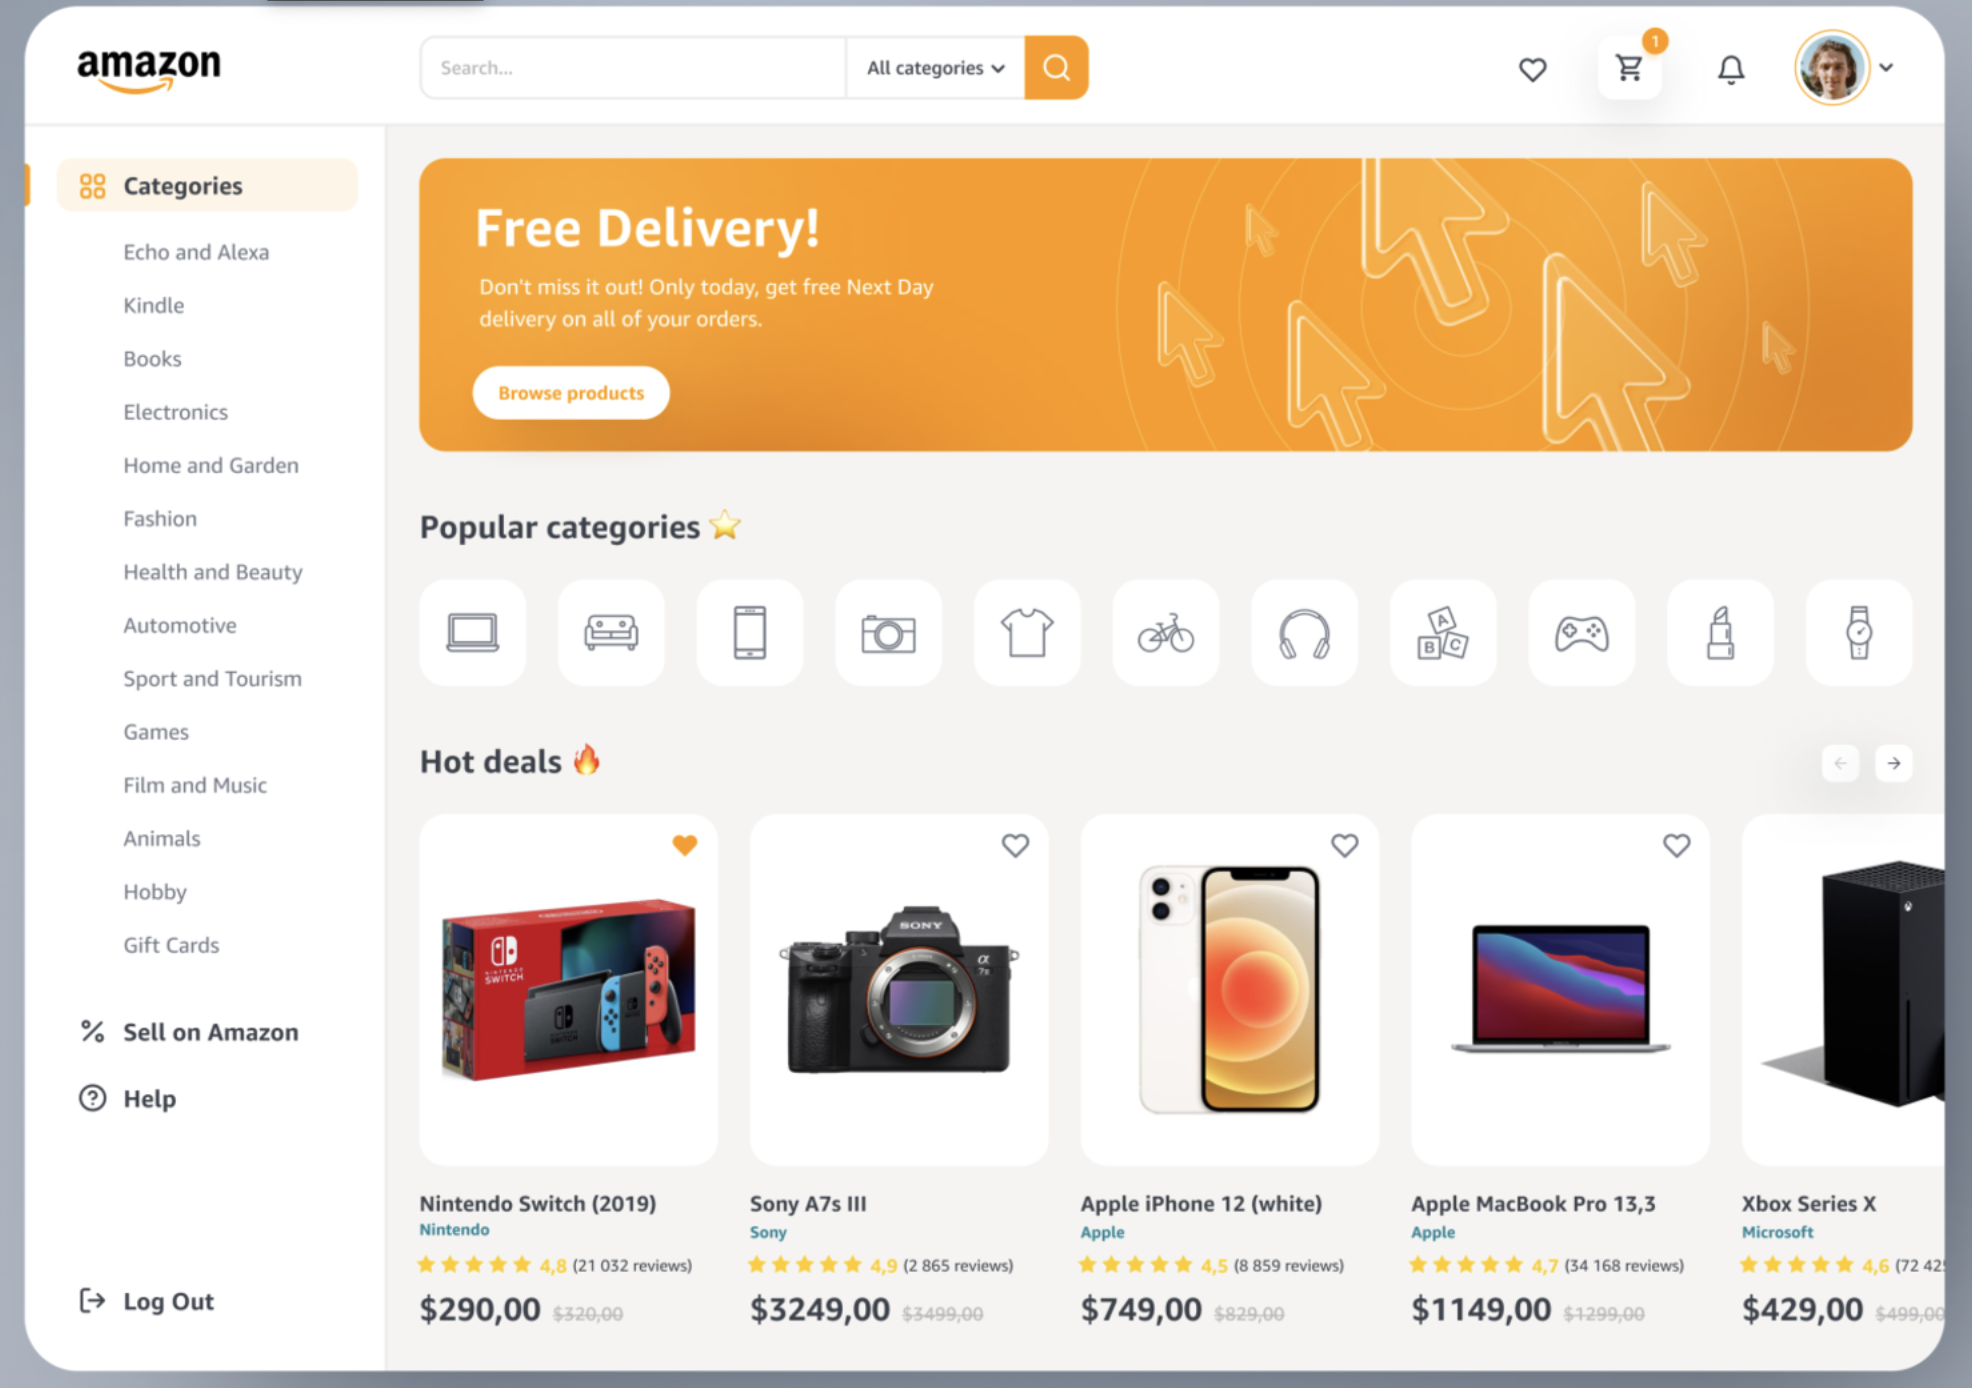 amazon
Search...
All categories
1
Categories
Echo and Alexa
Kindle
Books
Electronics
Home and Garden
Fashion
Health and Beauty
Automotive
Sport and Tourism
Games
Film and Music
Animals
Hobby
Gift Cards
Sell on Amazon
Help
Log Out
Free Delivery!
Don't miss it out! Only today, get free Next Day
delivery on all of your orders.
Browse products
Popular categories
A
B C
Hot deals
NINTENDO
SWITCH
SWITCH
SONY
α
7s
Nintendo Switch (2019)
Nintendo
4,8 (21 032 reviews)
$290,00 $320,00
Sony A7s III
Sony
4,9 (2 865 reviews)
$3249,00 $3499,00
Apple iPhone 12 (white)
Apple
4,5 (8 859 reviews)
$749,00 $829,00
Apple MacBook Pro 13,3
Apple
4,7 (34 168 reviews)
$1149,00 $1299,00
Xbox Series X
Microsoft
4,6 (72 42
$429,00 $499,00